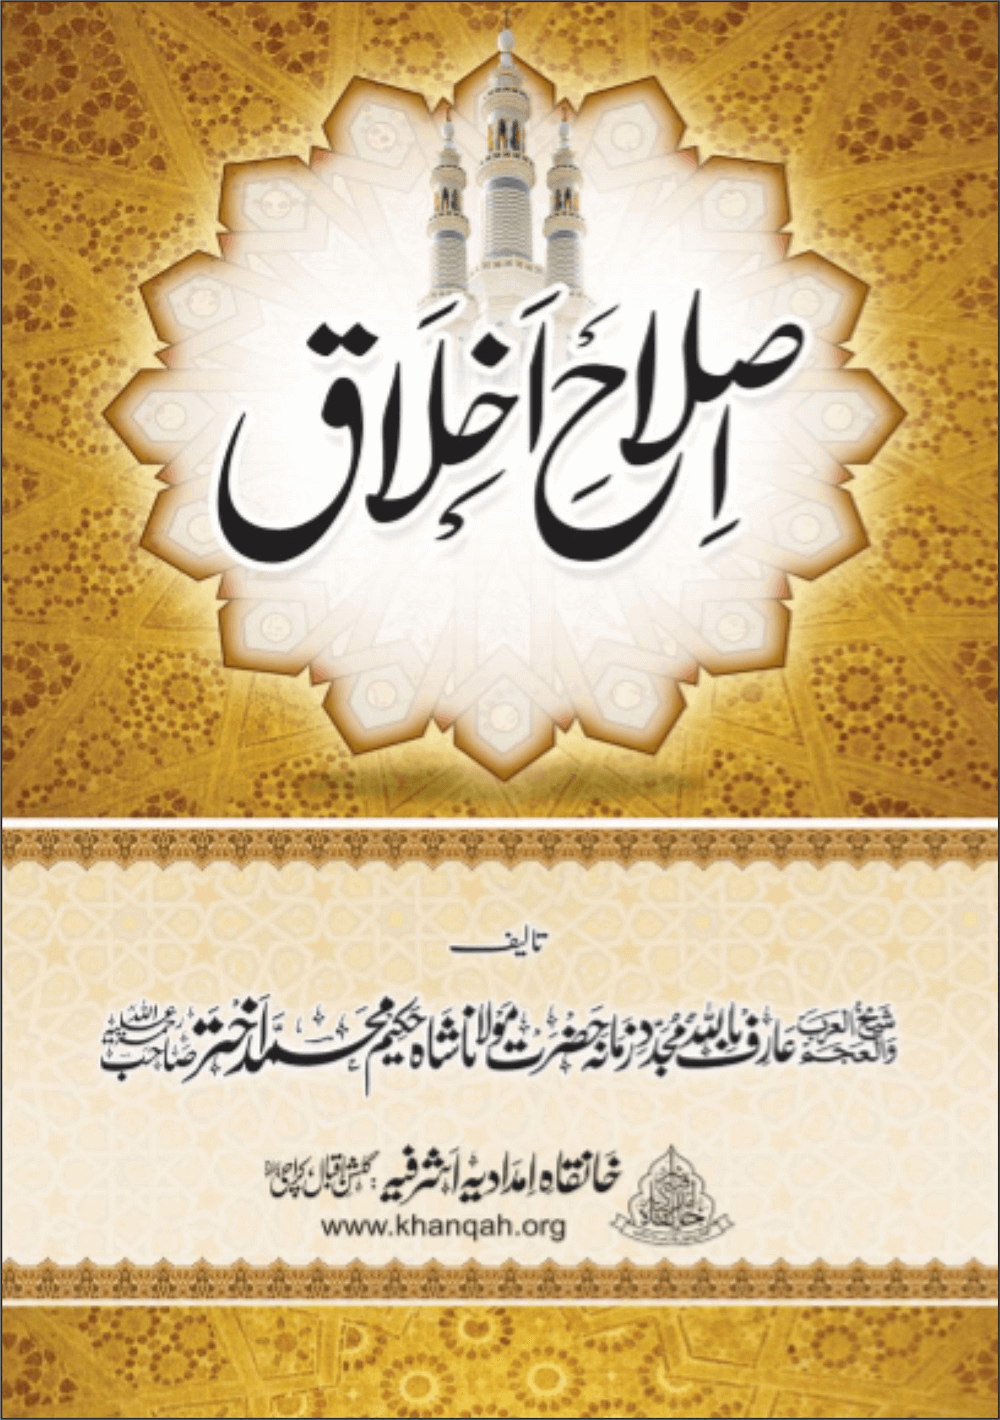 اِصلاحِ اَخلاق
تالیف
شیخ العرب والعجم عارف باللہ مجدد زمانہ حضرت مولانا شاہ حکیم محمد اختر صاحب رحمۃ اللہ علیہ
خانقاہ امدادیہ اشرفیہ : گلشن اقبال، کراچی
www.khanqah.org